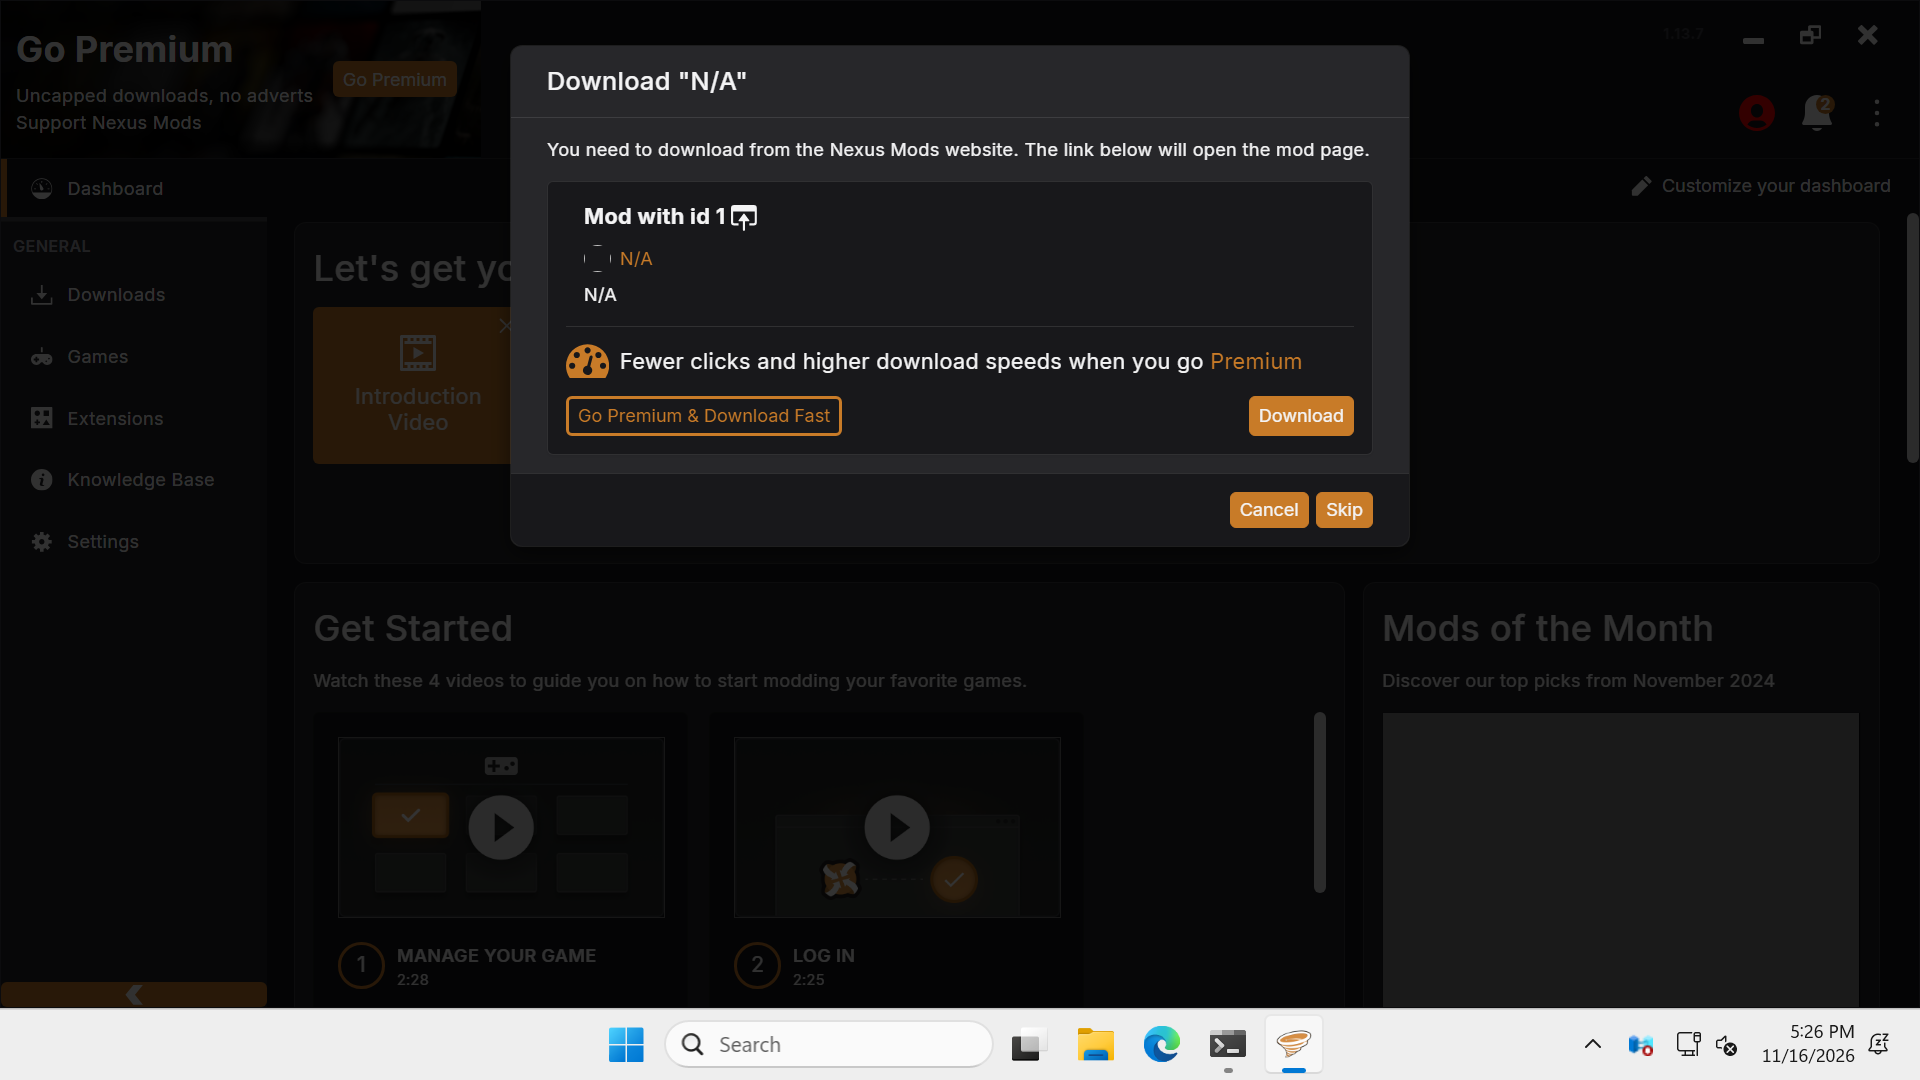 Go Premium
Uncapped downloads, no adverts
Support Nexus Mods
Go Premium
1.13.7
2
Dashboard
Customize your dashboard
GENERAL
Downloads
Games
Extensions
Knowledge Base
Settings
Let's get yo
Introduction
Video
Download "N/A"
You need to download from the Nexus Mods website. The link below will open the mod page.
Mod with id 1
N/A
N/A
Fewer clicks and higher download speeds when you go Premium
Go Premium & Download Fast
Download
Cancel
Skip
Get Started
Watch these 4 videos to guide you on how to start modding your favorite games.
1
MANAGE YOUR GAME
2:28
2
LOG IN
2:25
Mods of the Month
Discover our top picks from November 2024
Search
5:26 PM
11/16/2026